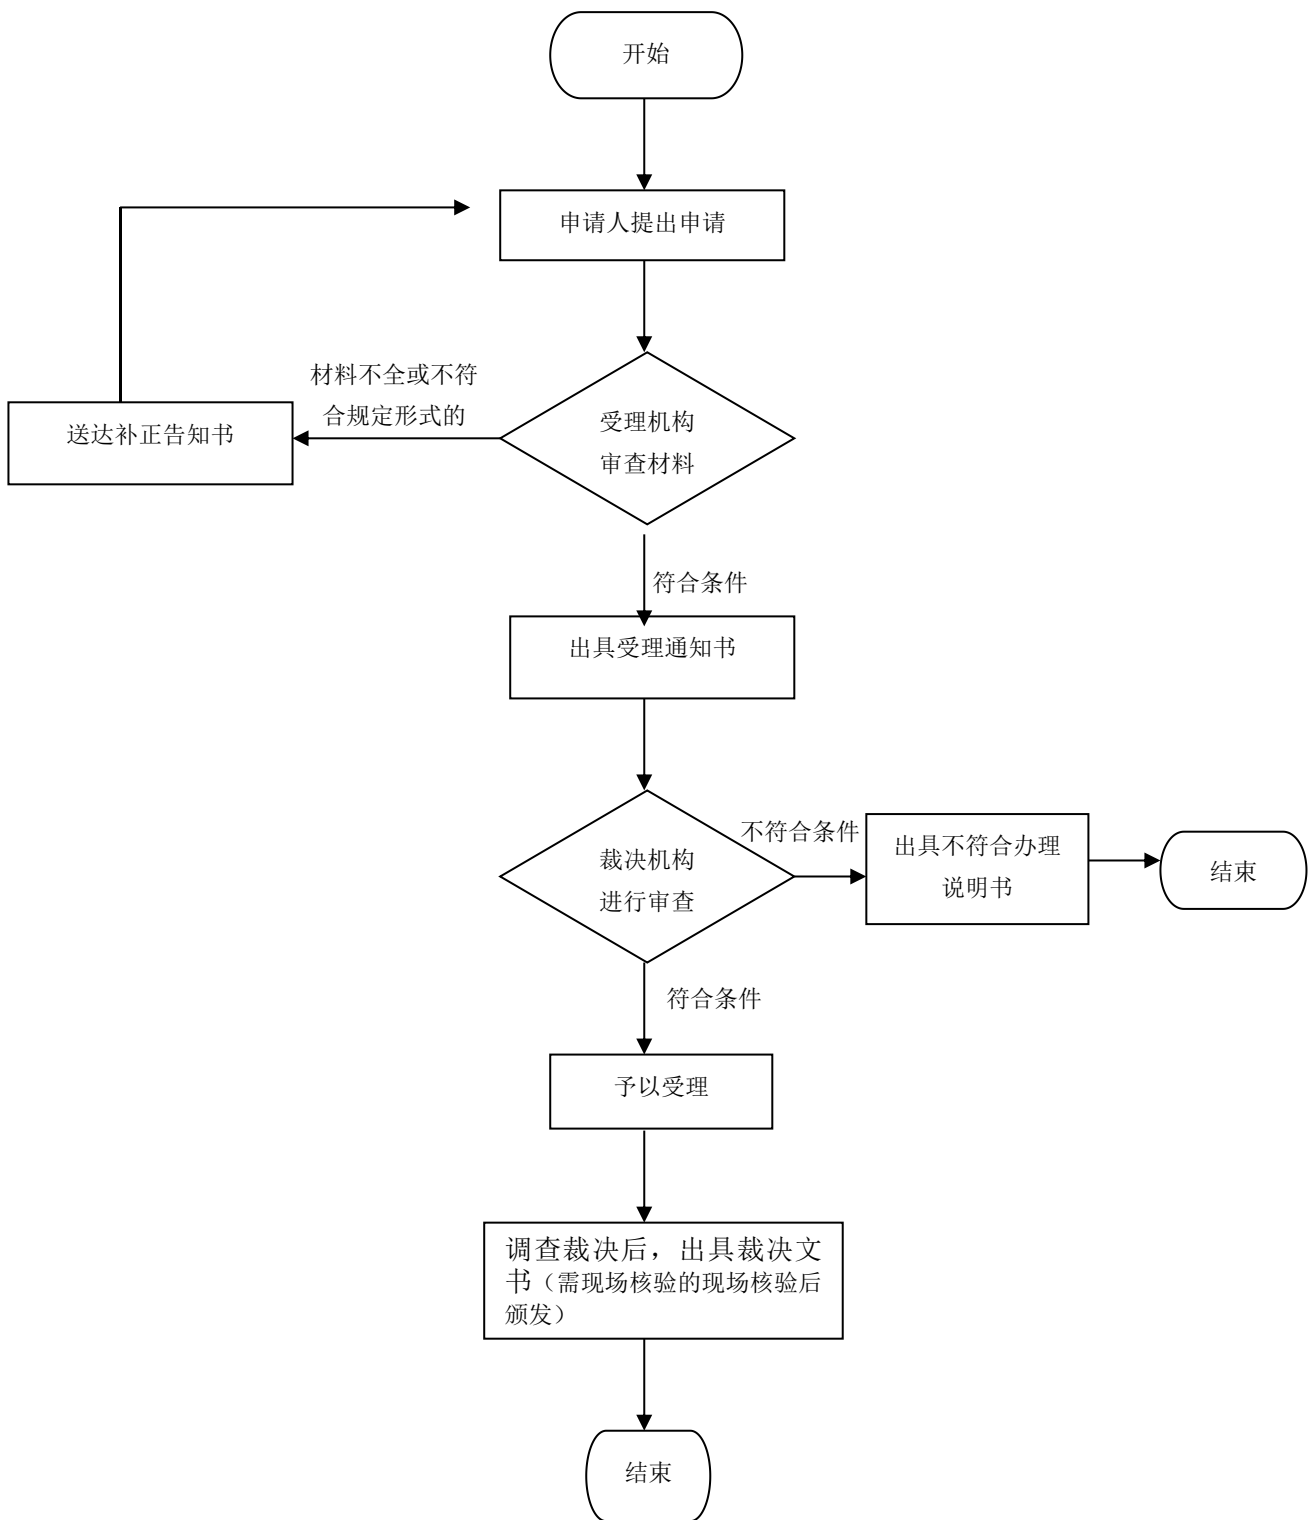 开始
申请人提出申请
材料不全或不符
合规定形式的
送达补正告知书
受理机构
审查材料
符合条件
出具受理通知书
不符合条件
裁决机构
进行审查
出具不符合办理
说明书
结束
符合条件
予以受理
调查裁决后，出具裁决文
书（需现场核验的现场核验后
颁发）
结束